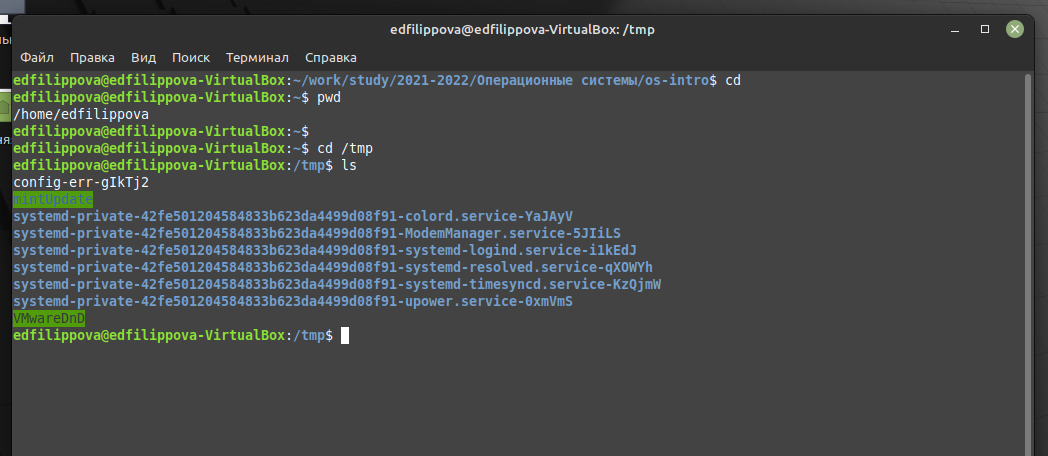 edfilippova@edfilippova-VirtualBox: /tmp
Файл Правка Вид Поиск Терминал Справка
edfilippova@edfilippova-VirtualBox:~/work/study/2021-2022/Операционные системы/os-intro$ cd
edfilippova@edfilippova-VirtualBox:~$ pwd
/home/edfilippova
edfilippova@edfilippova-VirtualBox:~$
edfilippova@edfilippova-VirtualBox:~$ cd /tmp
edfilippova@edfilippova-VirtualBox:/tmp$ ls
config-err-gIkTj2
mintUpdate
systemd-private-42fe501204584833b623da4499d08f91-colord.service-YaJAyV
systemd-private-42fe501204584833b623da4499d08f91-ModemManager.service-5JIiLS
systemd-private-42fe501204584833b623da4499d08f91-systemd-logind.service-i1kEdJ
systemd-private-42fe501204584833b623da4499d08f91-systemd-resolved.service-qXOWYh
systemd-private-42fe501204584833b623da4499d08f91-systemd-timesyncd.service-KzQjmW
systemd-private-42fe501204584833b623da4499d08f91-upower.service-0xmVmS
VMwareDnD
edfilippova@edfilippova-VirtualBox:/tmp$